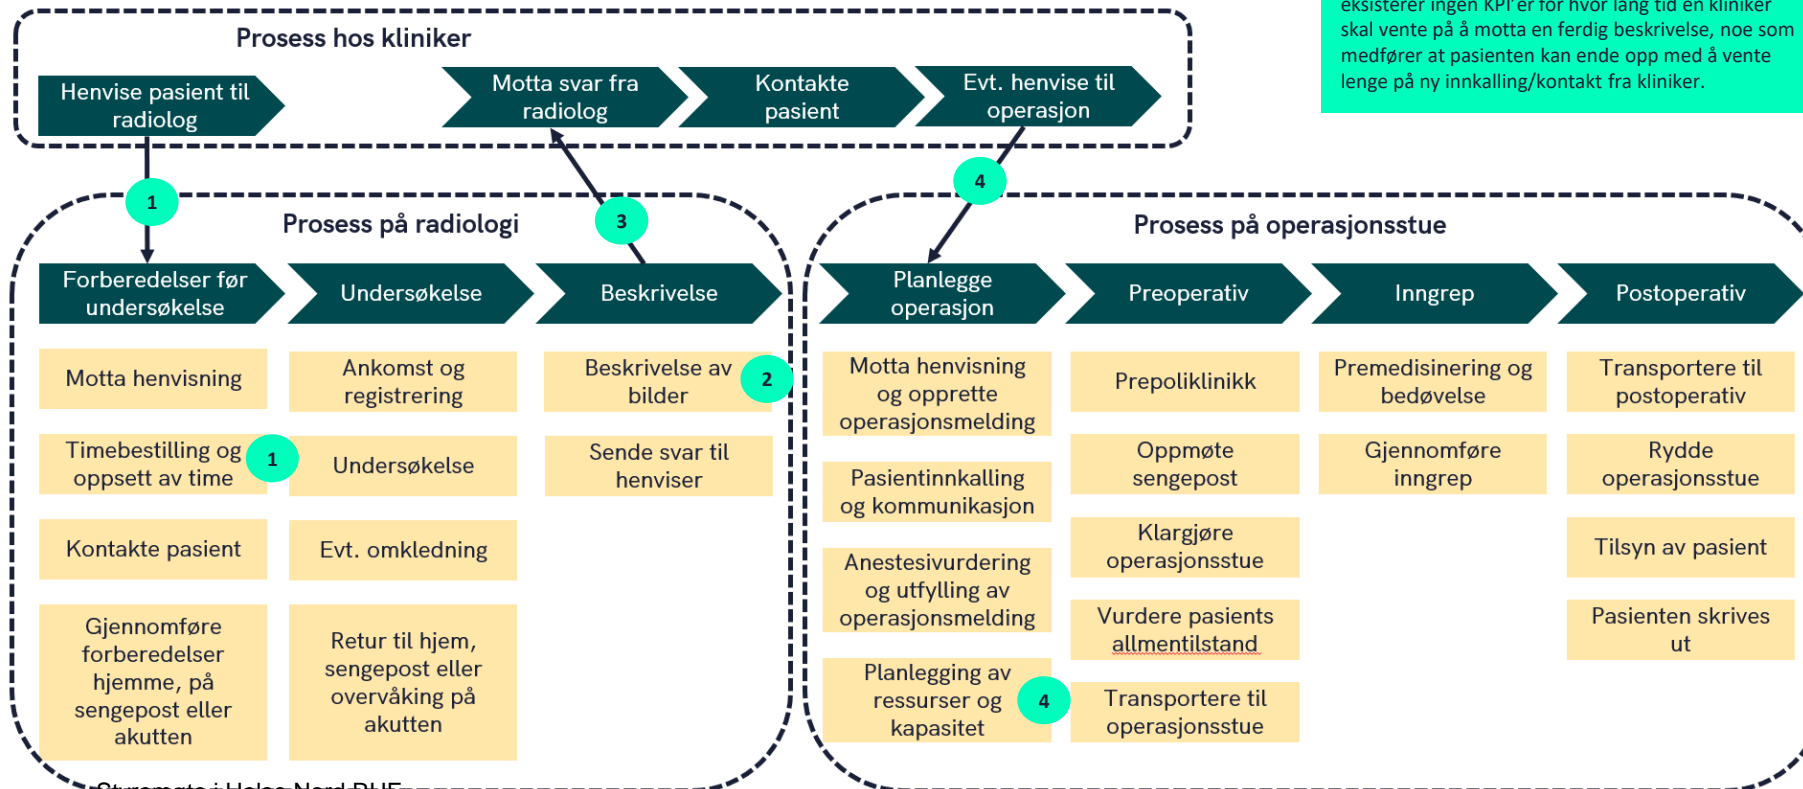 eksisterer ingen KPI'er for hvor lang tid en kliniker
skal vente på å motta en ferdig beskrivelse, noe som
medfører at pasienten kan ende opp med å vente
lenge på ny innkalling/kontakt fra kliniker.
Prosess hos kliniker
Henvise pasient til
radiolog
Motta svar fra
radiolog
Kontakte
pasient
Evt. henvise til
operasjon
1
3
4
Prosess på radiologi
Forberedelser før
undersøkelse
Undersøkelse
Beskrivelse
Motta henvisning
Timebestilling og
oppsett av time
1
Kontakte pasient
Gjennomføre
forberedelser
hjemme, på
sengepost eller
akutten
Ankomst og
registrering
Undersøkelse
Evt. omkledning
Retur til hjem,
sengepost eller
overvåking på
akutten
Beskrivelse av
bilder
2
Sende svar til
henviser
Prosess på operasjonsstue
Planlegge
operasjon
Preoperativ
Inngrep
Postoperativ
Motta henvisning
og opprette
operasjonsmelding
Pasientinnkalling
og kommunikasjon
Anestesivurdering
og utfylling av
operasjonsmelding
Planlegging av
ressurser og
kapasitet
4
Prepoliklinikk
Oppmøte
sengepost
Klargjøre
operasjonsstue
Vurdere pasients
allmentilstand
Transportere til
operasjonsstue
Premedisinering og
bedøvelse
Gjennomføre
inngrep
Transportere til
postoperativ
Rydde
operasjonsstue
Tilsyn av pasient
Pasienten skrives
ut
Styremøte i Helse Nord RHF